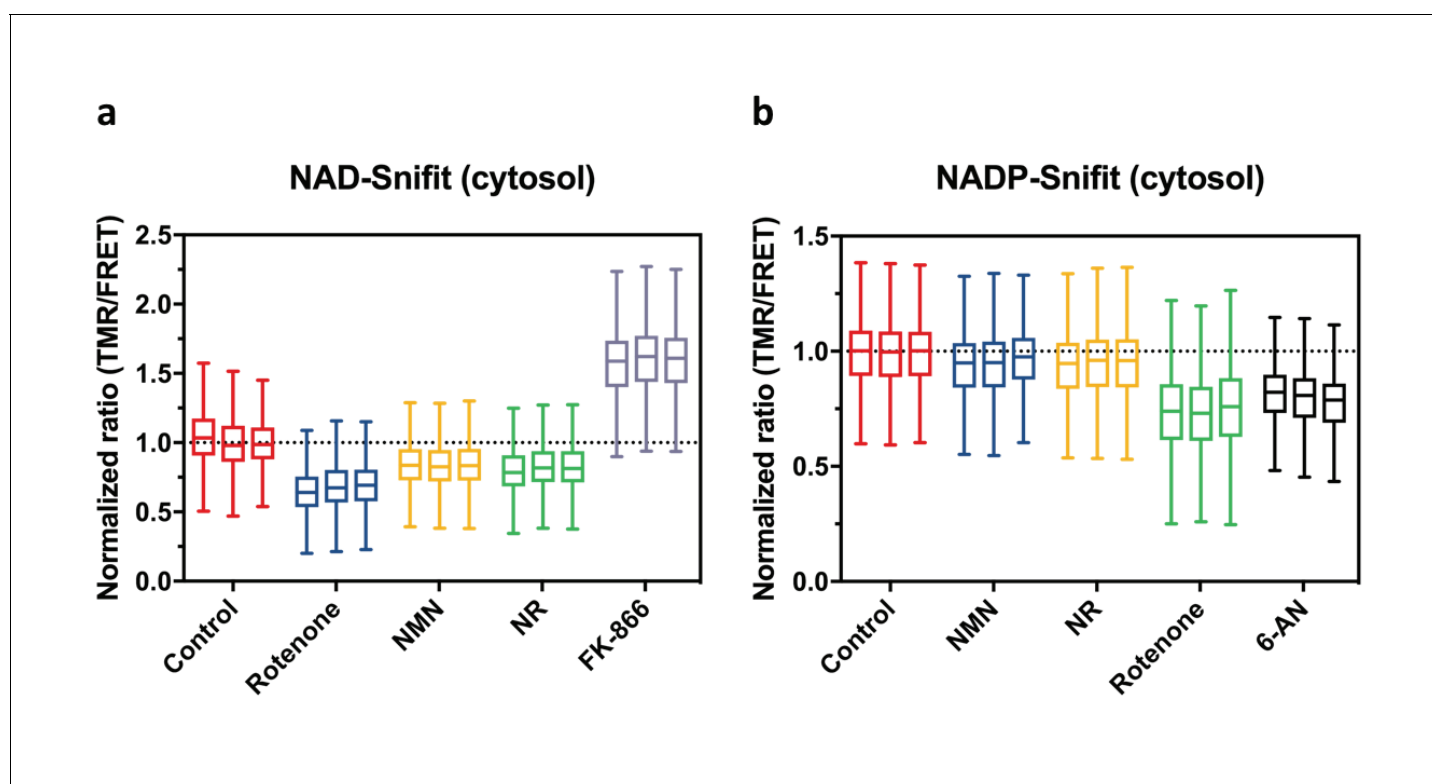 a
NAD-Snifit (cytosol)
Normalized ratio (TMR/FRET)
2.5
2.0
1.5
1.0
0.5
0.0
Control
Rotenone
NMN
NR
FK-866
b
NADP-Snifit (cytosol)
Normalized ratio (TMR/FRET)
1.5
1.0
0.5
0.0
Control
NMN
NR
Rotenone
6-AN